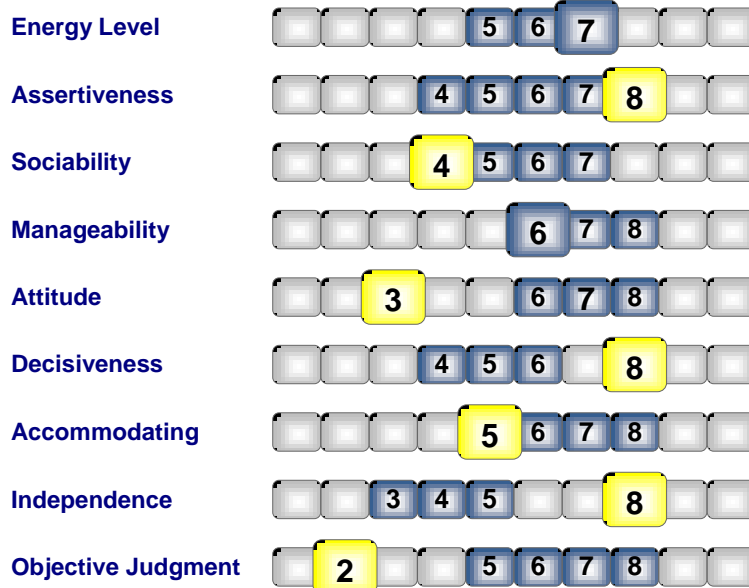 Energy Level 5 6 7
Assertiveness 4 5 6 7 8
Sociability 4 5 6 7
Manageability 6 7 8
Attitude 3 6 7 8
Decisiveness 4 5 6 8
Accommodating 5 6 7 8
Independence 3 4 5 8
Objective Judgment 2 5 6 7 8